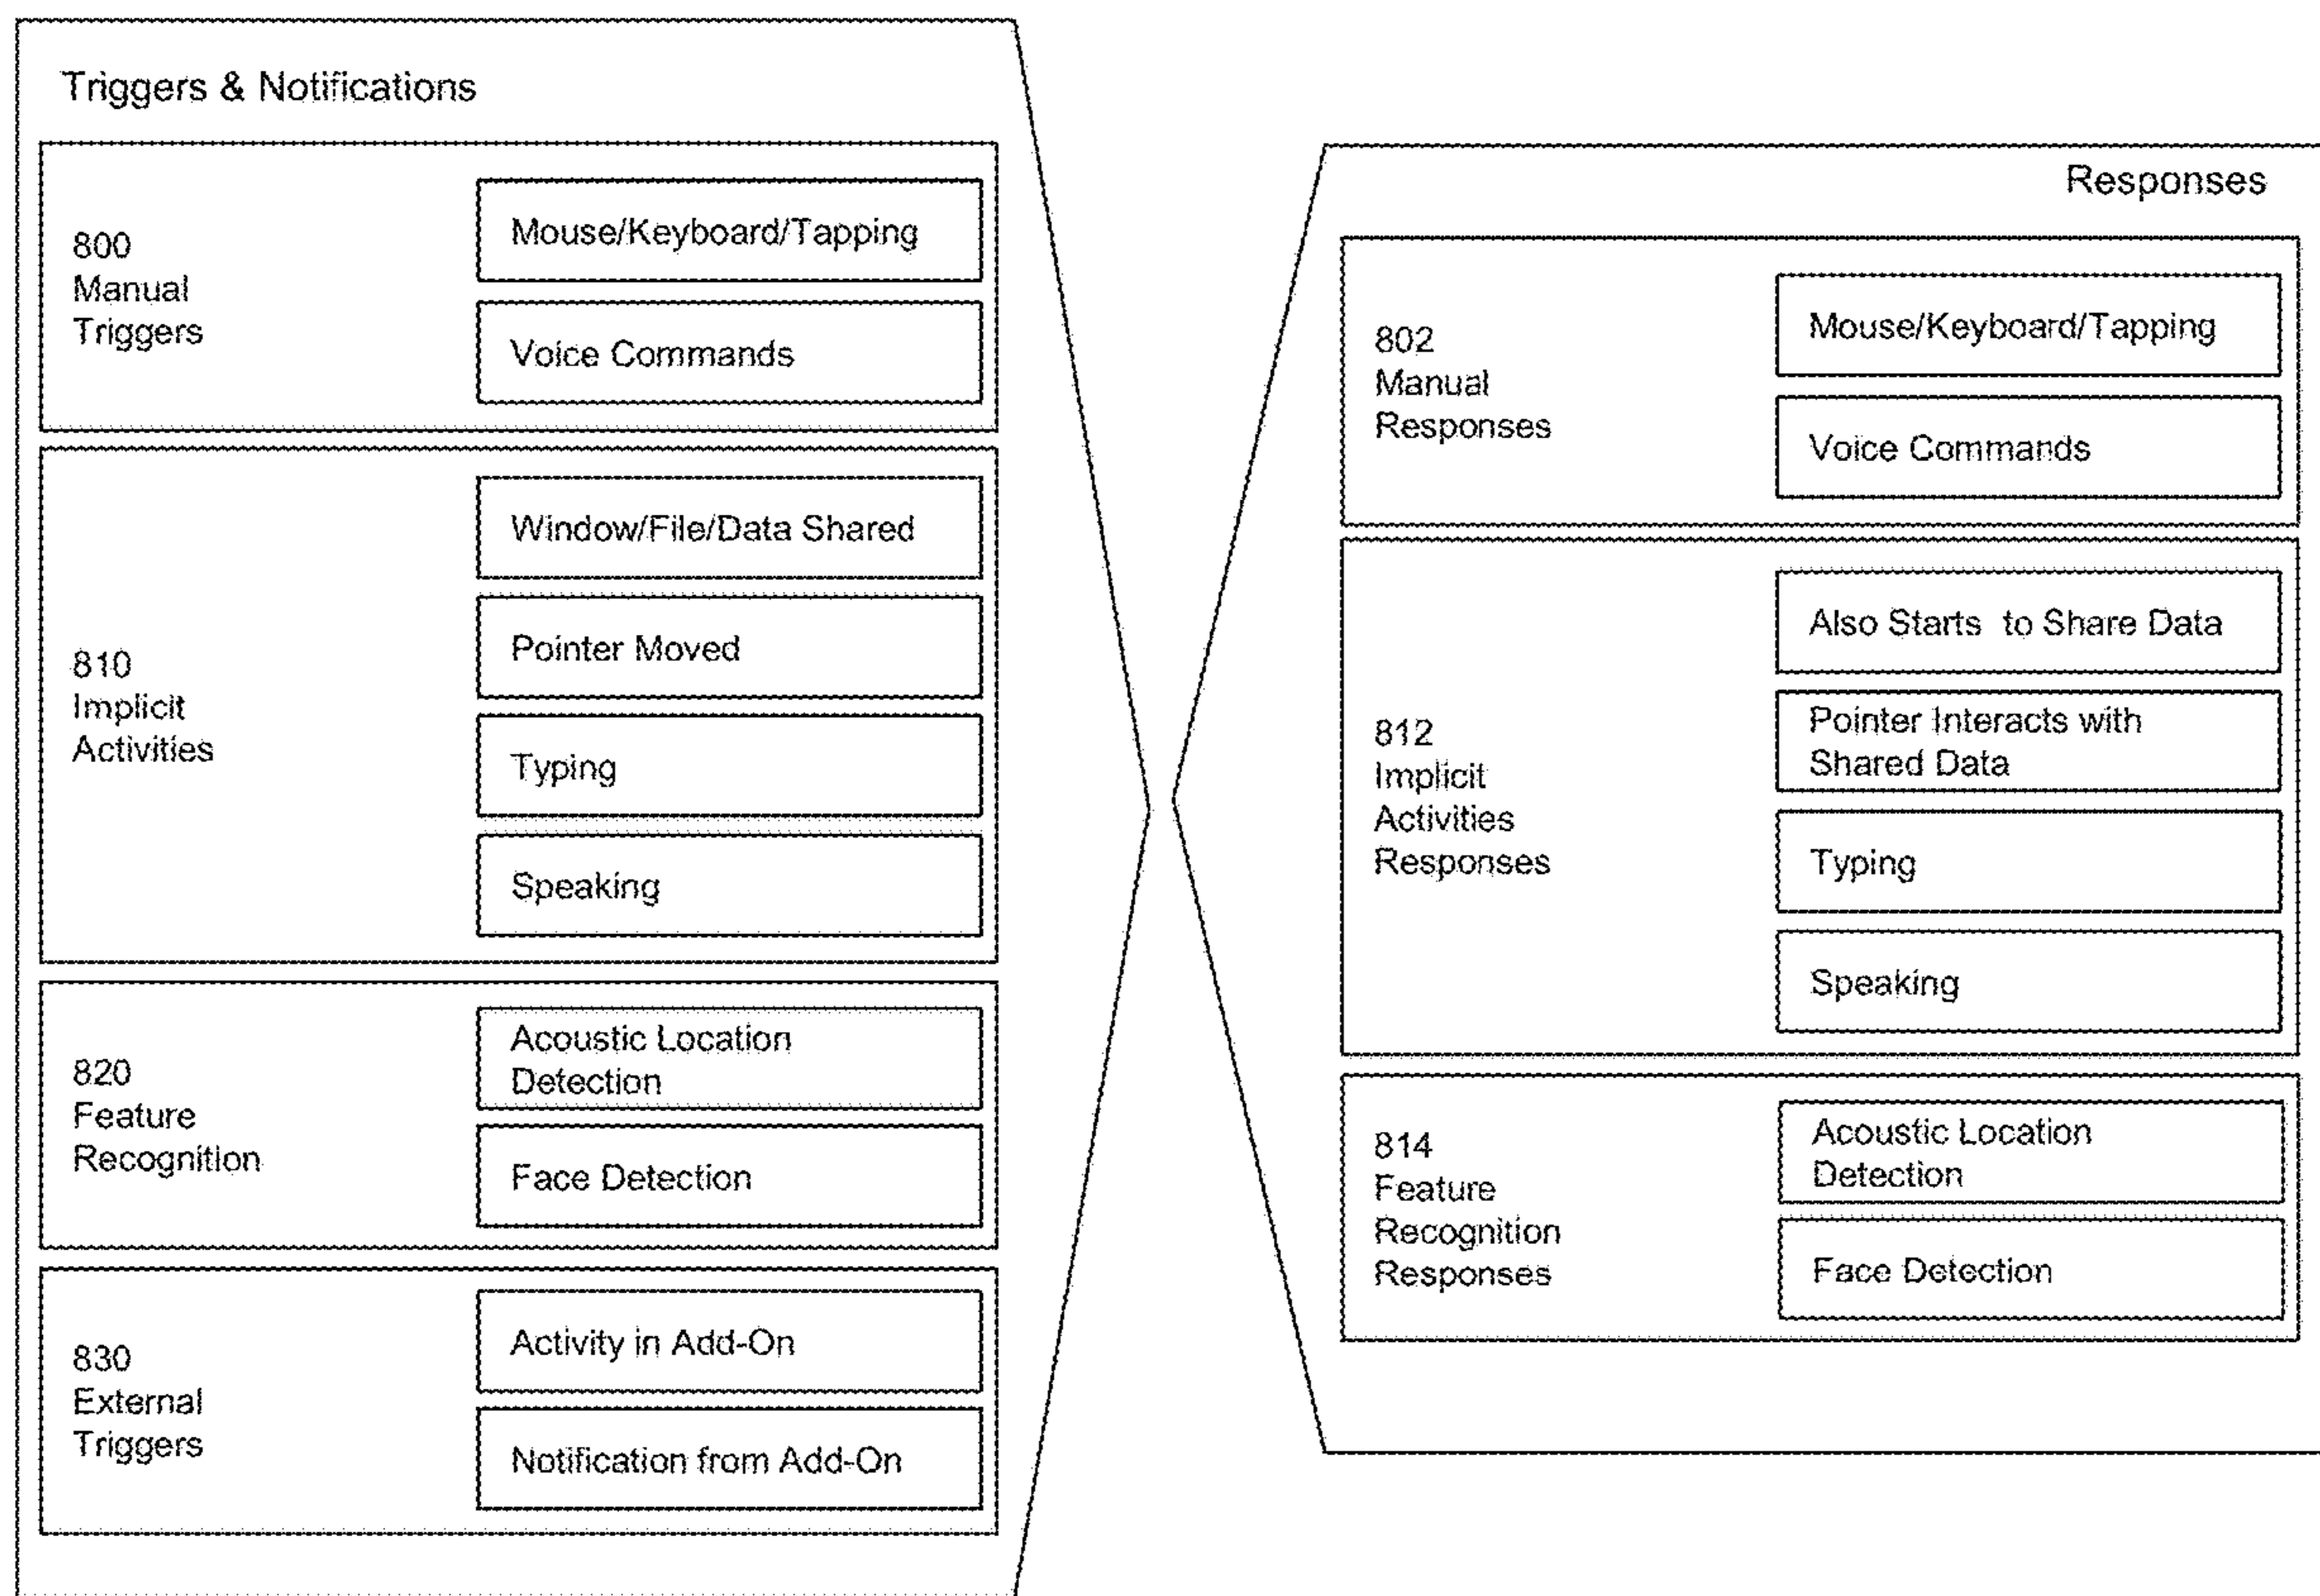 Triggers & Notifications
800
Manual
Triggers
Mouse/Keyboard/Tapping
Voice Commands
810
Implicit
Activities
Window/File/Data Shared
Pointer Moved
Typing
Speaking
820
Feature
Recognition
Acoustic Location
Detection
Face Detection
830
External
Triggers
Activity in Add-On
Notification from Add-On
Responses
802
Manual
Responses
Mouse/Keyboard/Tapping
Voice Commands
812
Implicit
Activities
Responses
Also Starts  to Share Data
Pointer Interacts with
Shared Data
Typing
Speaking
814
Feature
Recognition
Responses
Acoustic Location
Detection
Face Detection